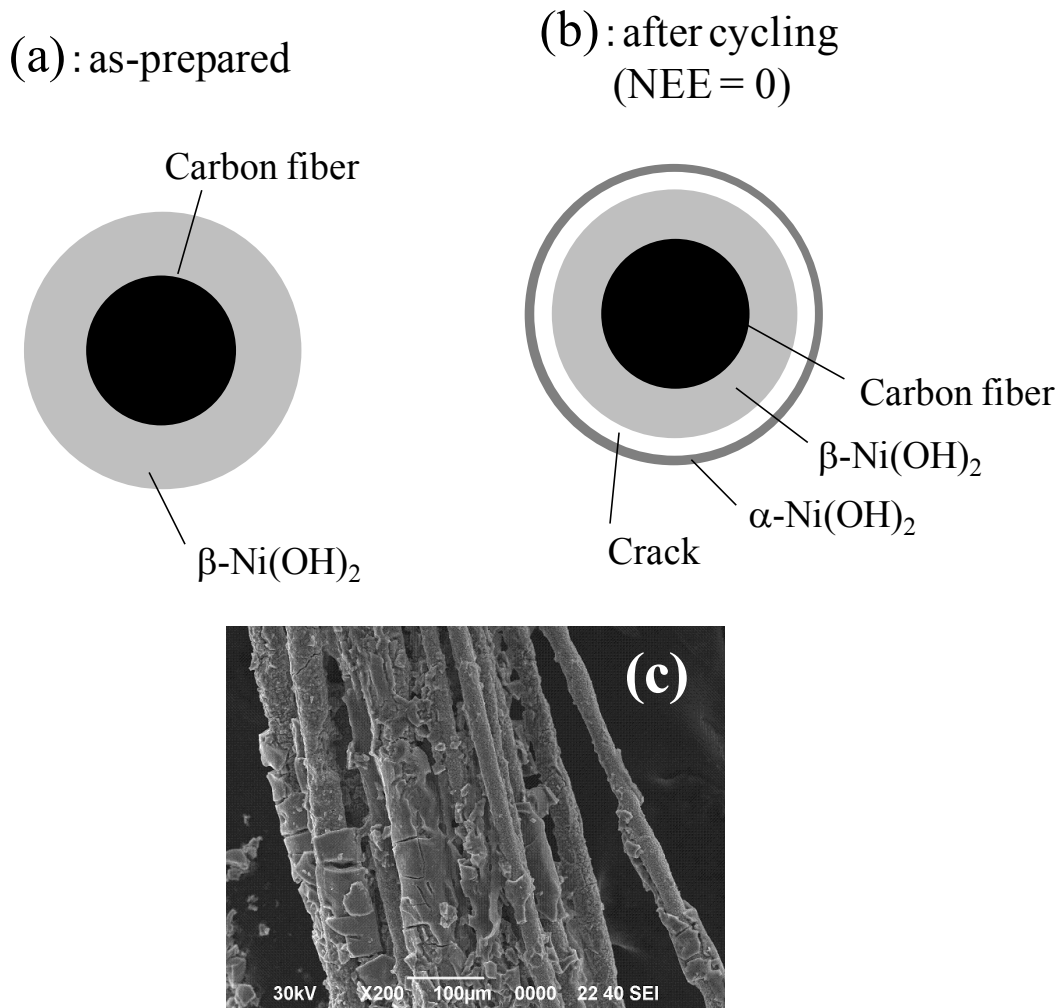 (a) : as-prepared
(b) : after cycling
(NEE = 0)
Carbon fiber
β-Ni(OH)₂
Carbon fiber
β-Ni(OH)₂
α-Ni(OH)₂
Crack
(c)
30kV X200 100μm 0000 22 40 SEI